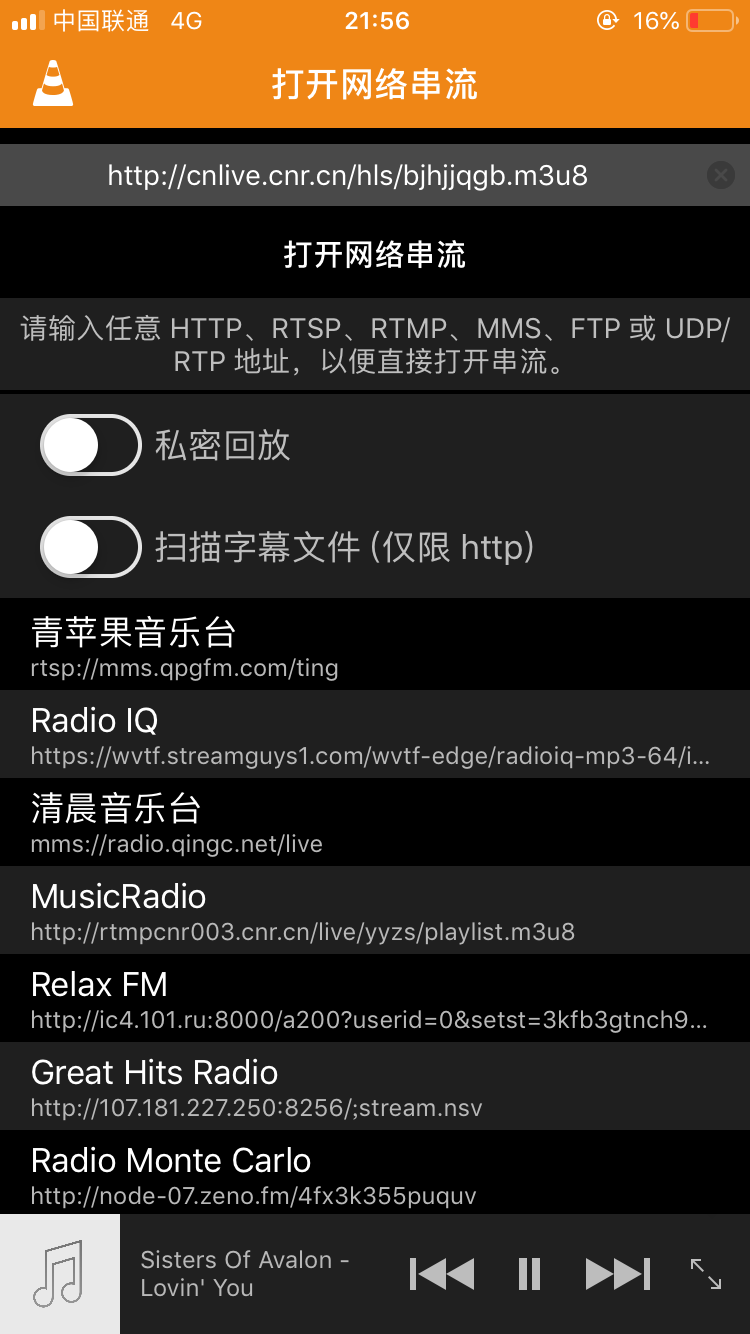 中国联通 4G 21:56 16%
打开网络串流
http://cnlive.cnr.cn/hls/bjhjjqgb.m3u8
打开网络串流
请输入任意 HTTP、RTSP、RTMP、MMS、FTP 或 UDP/
RTP 地址，以便直接打开串流。
私密回放
扫描字幕文件 (仅限 http)
青苹果音乐台
rtsp://mms.qpgfm.com/ting
Radio IQ
https://wvtf.streamguys1.com/wvtf-edge/radioiq-mp3-64/i...
清晨音乐台
mms://radio.qingc.net/live
MusicRadio
http://rtmpcnr003.cnr.cn/live/yyzs/playlist.m3u8
Relax FM
http://ic4.101.ru:8000/a200?userid=0&setst=3kfb3gtnch9...
Great Hits Radio
http://107.181.227.250:8256/;stream.nsv
Radio Monte Carlo
http://node-07.zeno.fm/4fx3k355puquv
Sisters Of Avalon -
Lovin' You